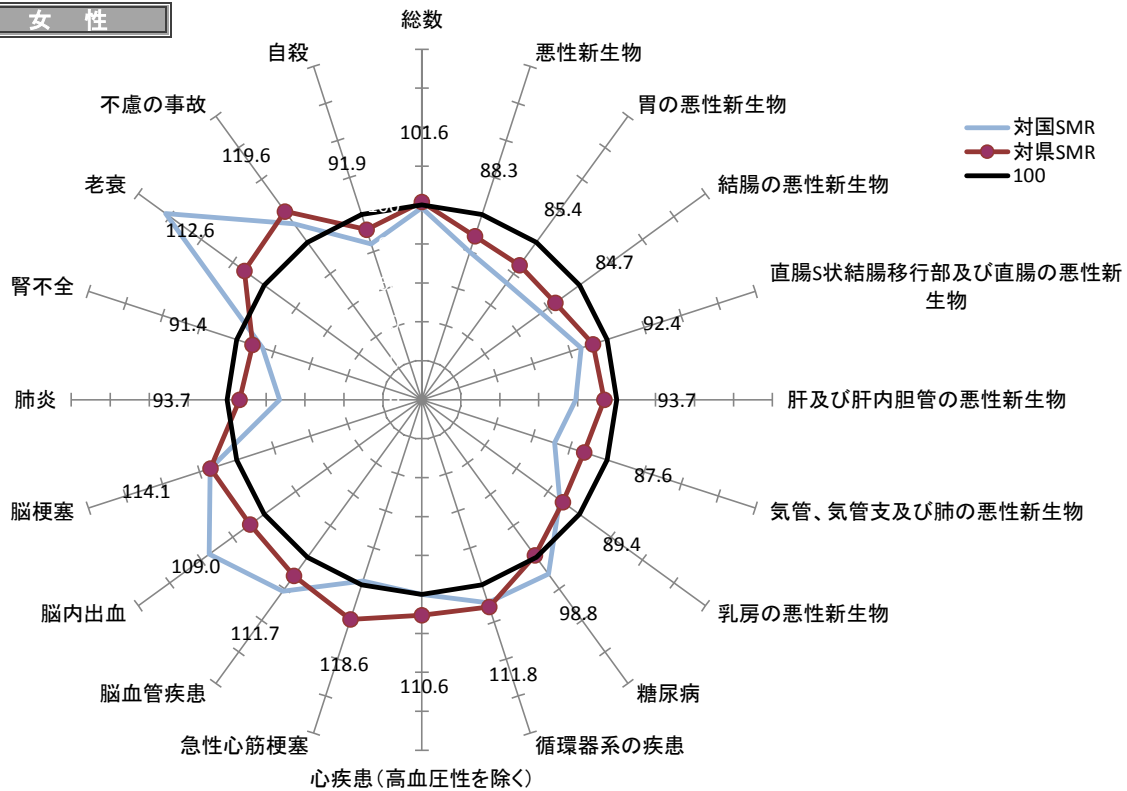 女 性
総数
悪性新生物
胃の悪性新生物
結腸の悪性新生物
直腸S状結腸移行部及び直腸の悪性新
生物
肝及び肝内胆管の悪性新生物
気管、気管支及び肺の悪性新生物
乳房の悪性新生物
糖尿病
循環器系の疾患
心疾患(高血圧性を除く)
急性心筋梗塞
脳血管疾患
脳内出血
脳梗塞
肺炎
腎不全
老衰
不慮の事故
自殺
101.6
88.3
85.4
84.7
92.4
93.7
87.6
89.4
98.8
111.8
110.6
118.6
111.7
109.0
114.1
93.7
91.4
112.6
119.6
91.9
100
対国SMR
対県SMR
100